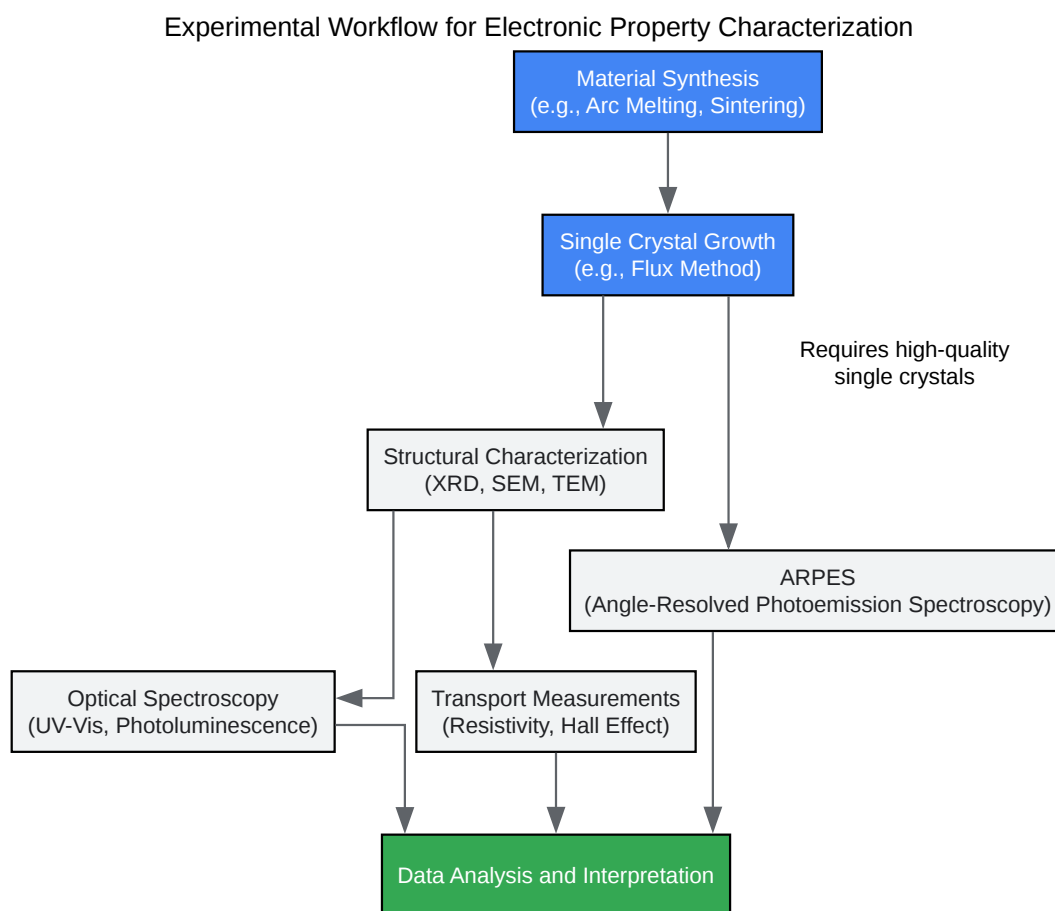 Experimental Workflow for Electronic Property Characterization
Material Synthesis
(e.g., Arc Melting, Sintering)
Single Crystal Growth
(e.g., Flux Method)
Requires high-quality
single crystals
Structural Characterization
(XRD, SEM, TEM)
ARPES
(Angle-Resolved Photoemission Spectroscopy)
Optical Spectroscopy
(UV-Vis, Photoluminescence)
Transport Measurements
(Resistivity, Hall Effect)
Data Analysis and Interpretation